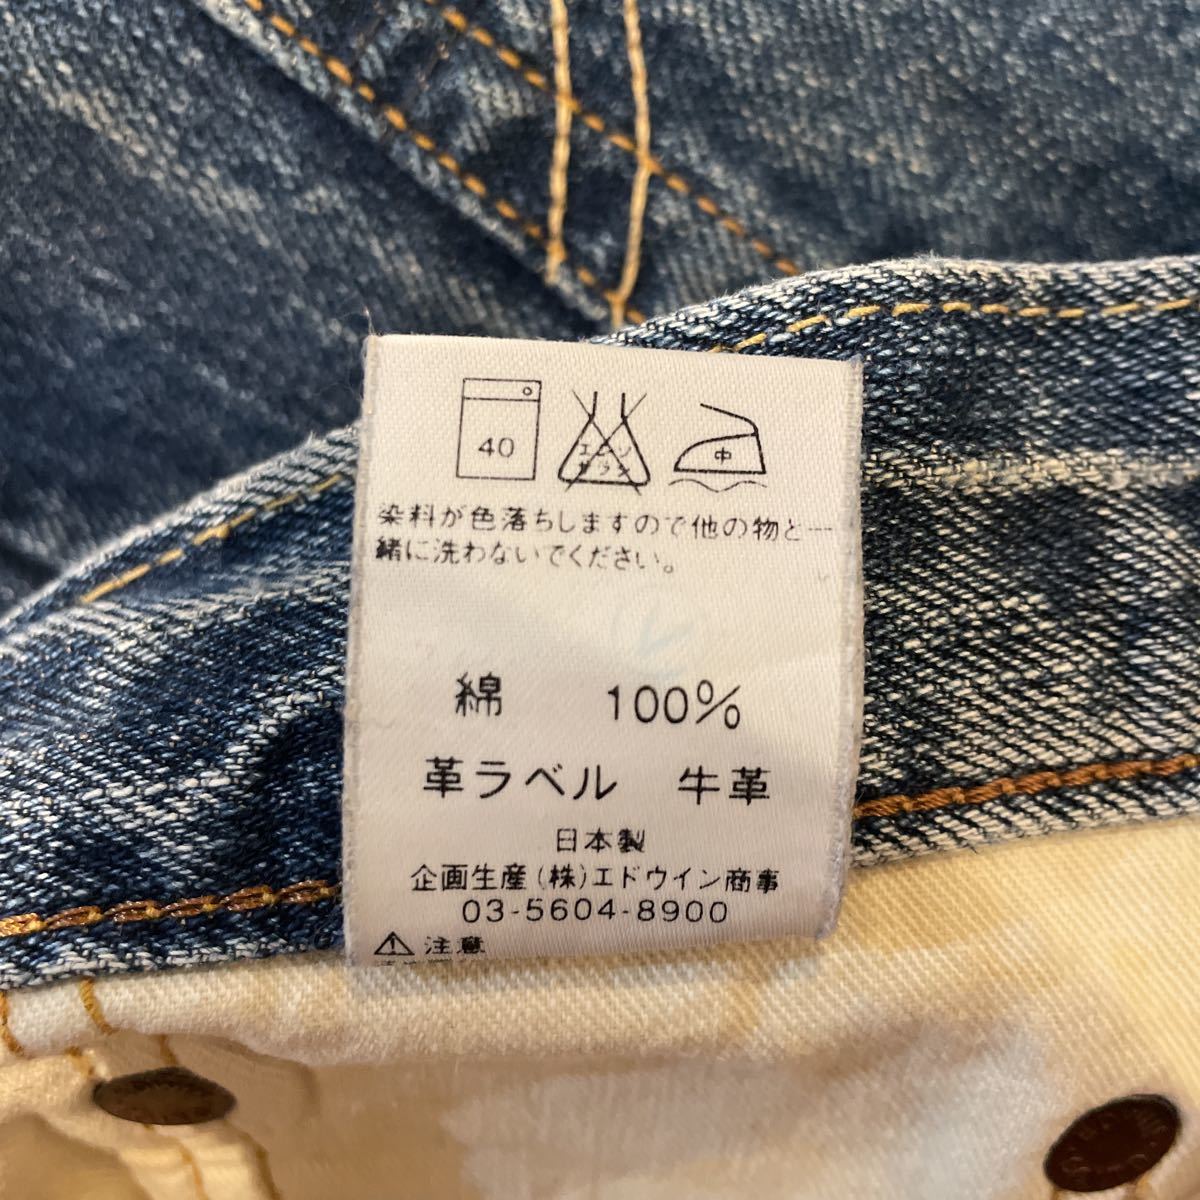 40
エンソ
サラシ
中
染料が色落ちしますので他の物と一
緒に洗わないでください。
綿 100%
革ラベル 牛革
日本製
企画生産(株)エドウイン商事
03-5604-8900
注意